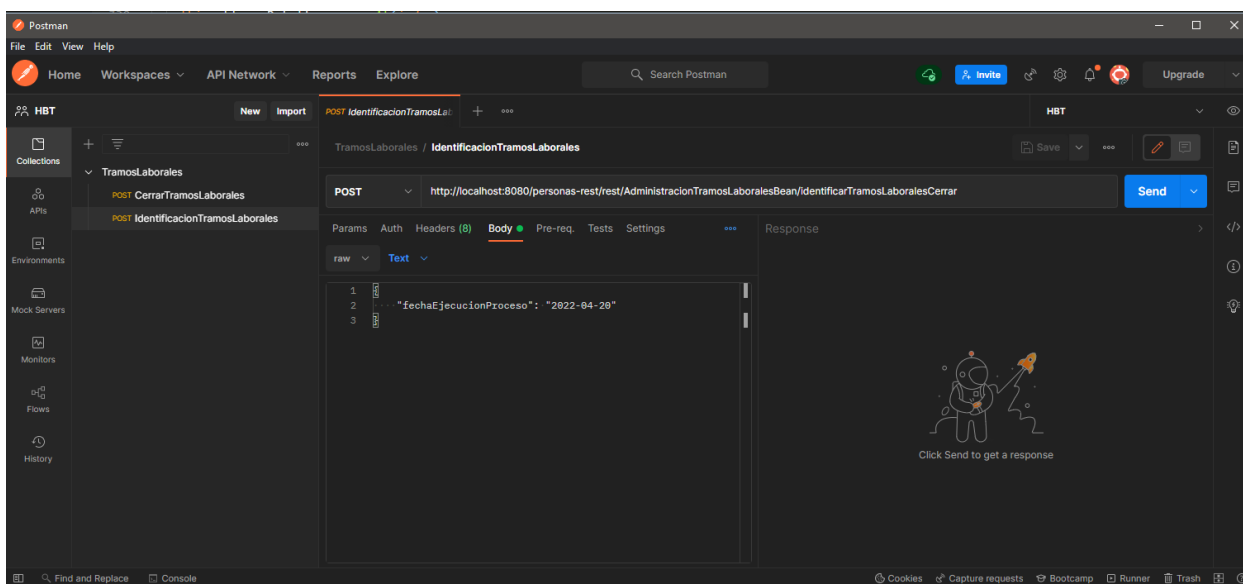 Postman
File Edit View Help
Home Workspaces API Network Reports Explore Search Postman Invite Upgrade
HBT New Import POST IdentificacionTramosLab HBT
Collections
APIs
Environments
Mock Servers
Monitors
Flows
History
TramosLaborales
POST CerrarTramosLaborales
POST IdentificacionTramosLaborales
TramosLaborales / IdentificacionTramosLaborales Save
POST http://localhost:8080/personas-rest/rest/AdministracionTramosLaboralesBean/identificarTramosLaboralesCerrar Send
Params Auth Headers (8) Body Pre-req. Tests Settings Response
raw Text
1 {
2 "fechaEjecucionProceso": "2022-04-20"
3 }
Click Send to get a response
Find and Replace Console Cookies Capture requests Bootcamp Runner Trash